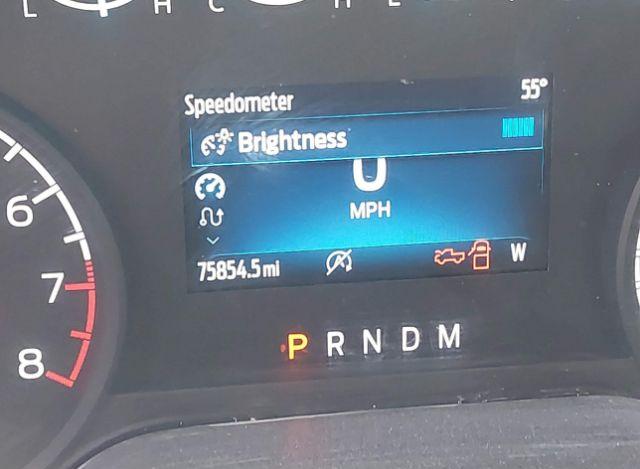 L H C H E
Speedometer 55°
Brightness
0
MPH
75854.5 mi W
6
7
8
P R N D M